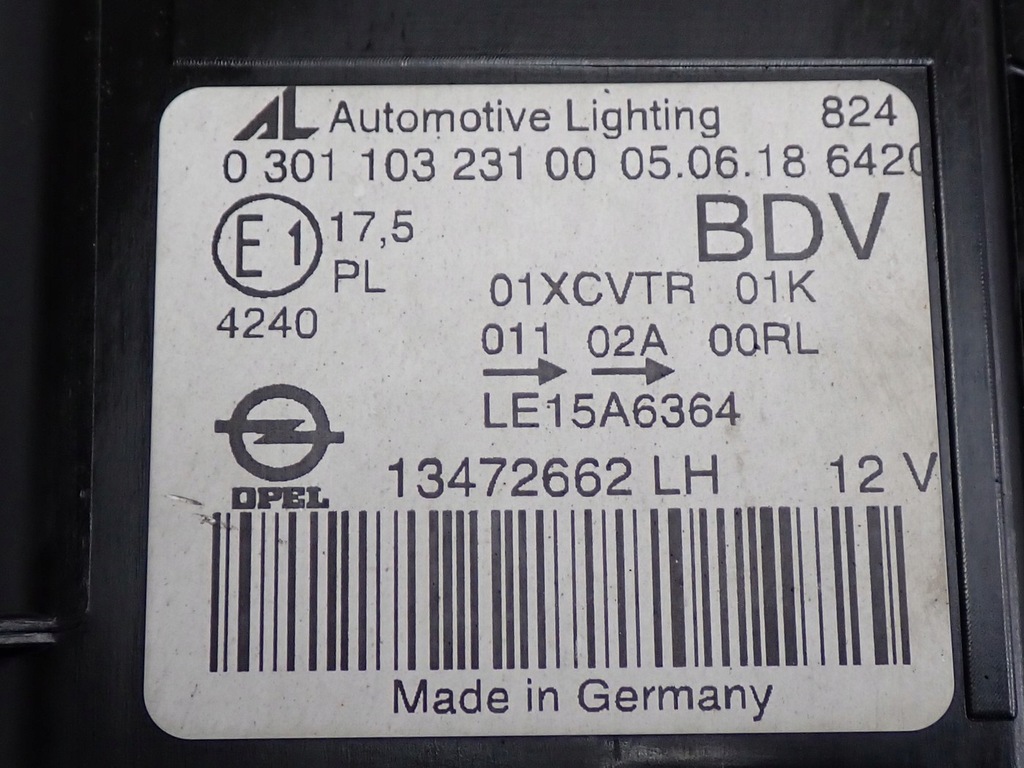 AL Automotive Lighting 824
0 301 103 231 00 05.06.18 6420
E1 17,5 BDV
PL
01XCVTR 01K
4240
011 02A 00RL
LE15A6364
OPEL
13472662 LH 12 V
Made in Germany